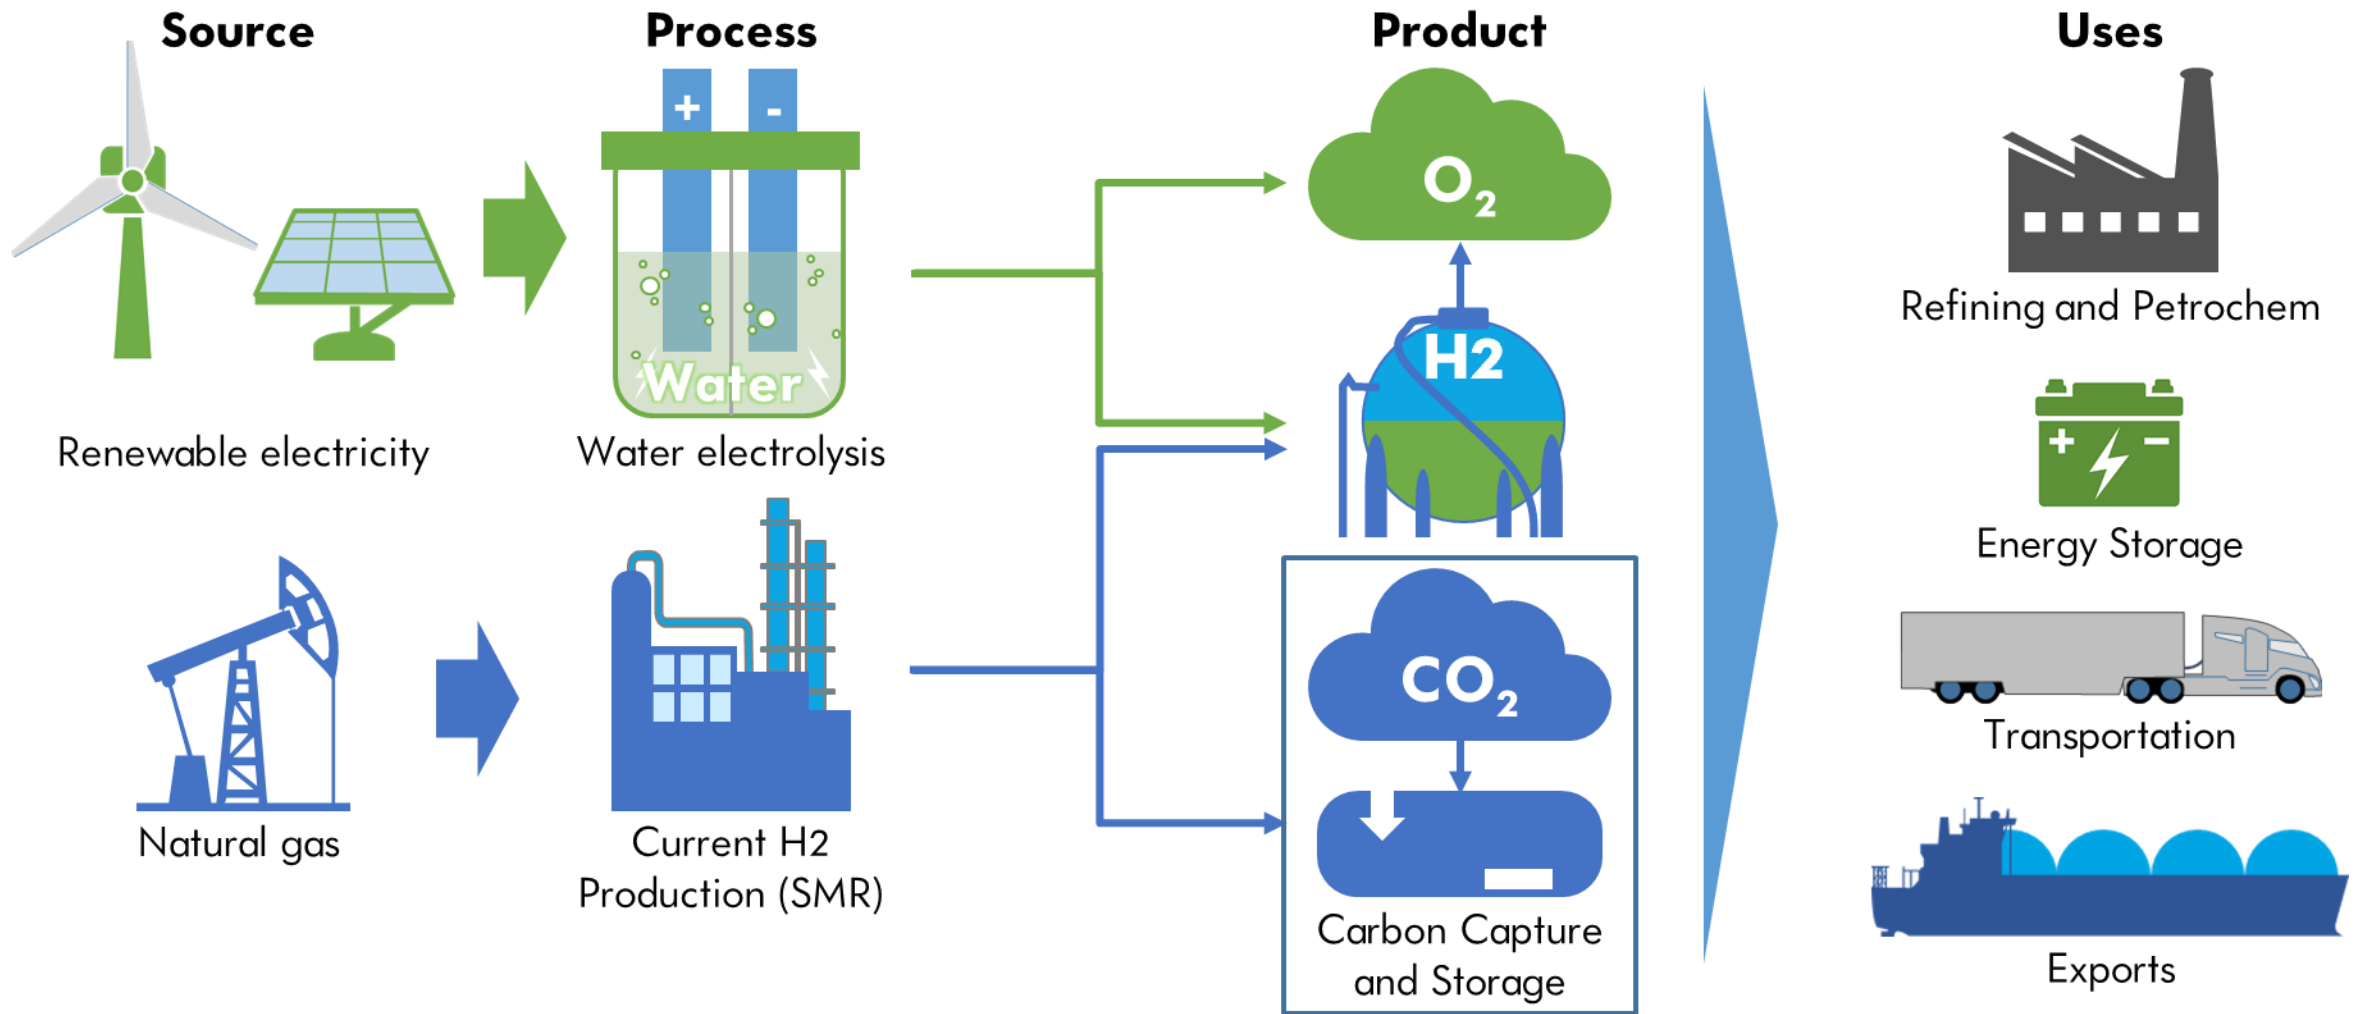 Source
Process
Product
Uses
+ -
Water
Renewable electricity
Water electrolysis
O₂
H2
Refining and Petrochem
+ −
Energy Storage
Natural gas
Current H2
Production (SMR)
CO₂
Carbon Capture
and Storage
Transportation
Exports